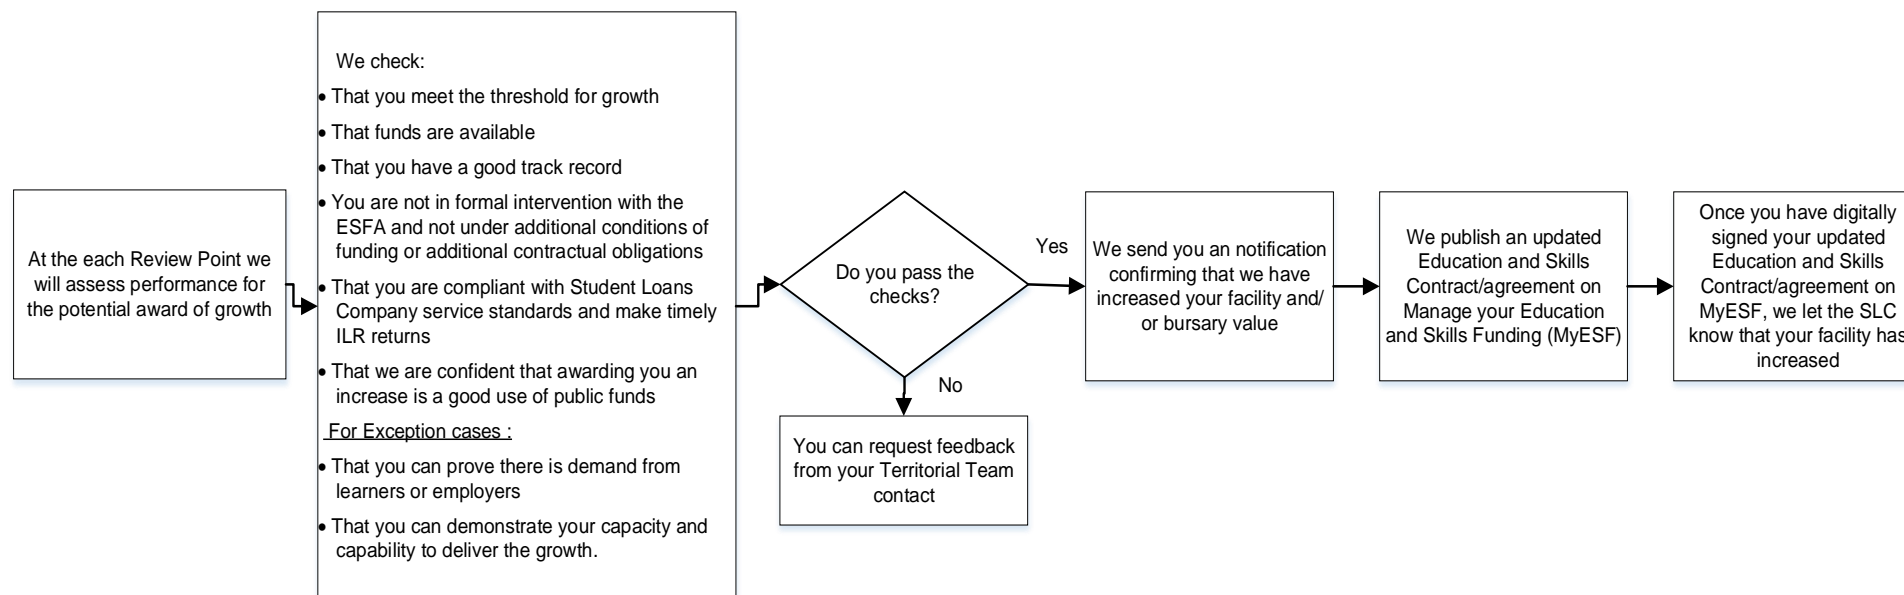 At the each Review Point we
will assess performance for
the potential award of growth
We check:
• That you meet the threshold for growth
• That funds are available
• That you have a good track record
• You are not in formal intervention with the
ESFA and not under additional conditions of
funding or additional contractual obligations
• That you are compliant with Student Loans
Company service standards and make timely
ILR returns
• That we are confident that awarding you an
increase is a good use of public funds
For Exception cases :
• That you can prove there is demand from
learners or employers
• That you can demonstrate your capacity and
capability to deliver the growth.
Do you pass the
checks?
Yes
No
You can request feedback
from your Territorial Team
contact
We send you an notification
confirming that we have
increased your facility and/
or bursary value
We publish an updated
Education and Skills
Contract/agreement on
Manage your Education
and Skills Funding (MyESF)
Once you have digitally
signed your updated
Education and Skills
Contract/agreement on
MyESF, we let the SLC
know that your facility has
increased